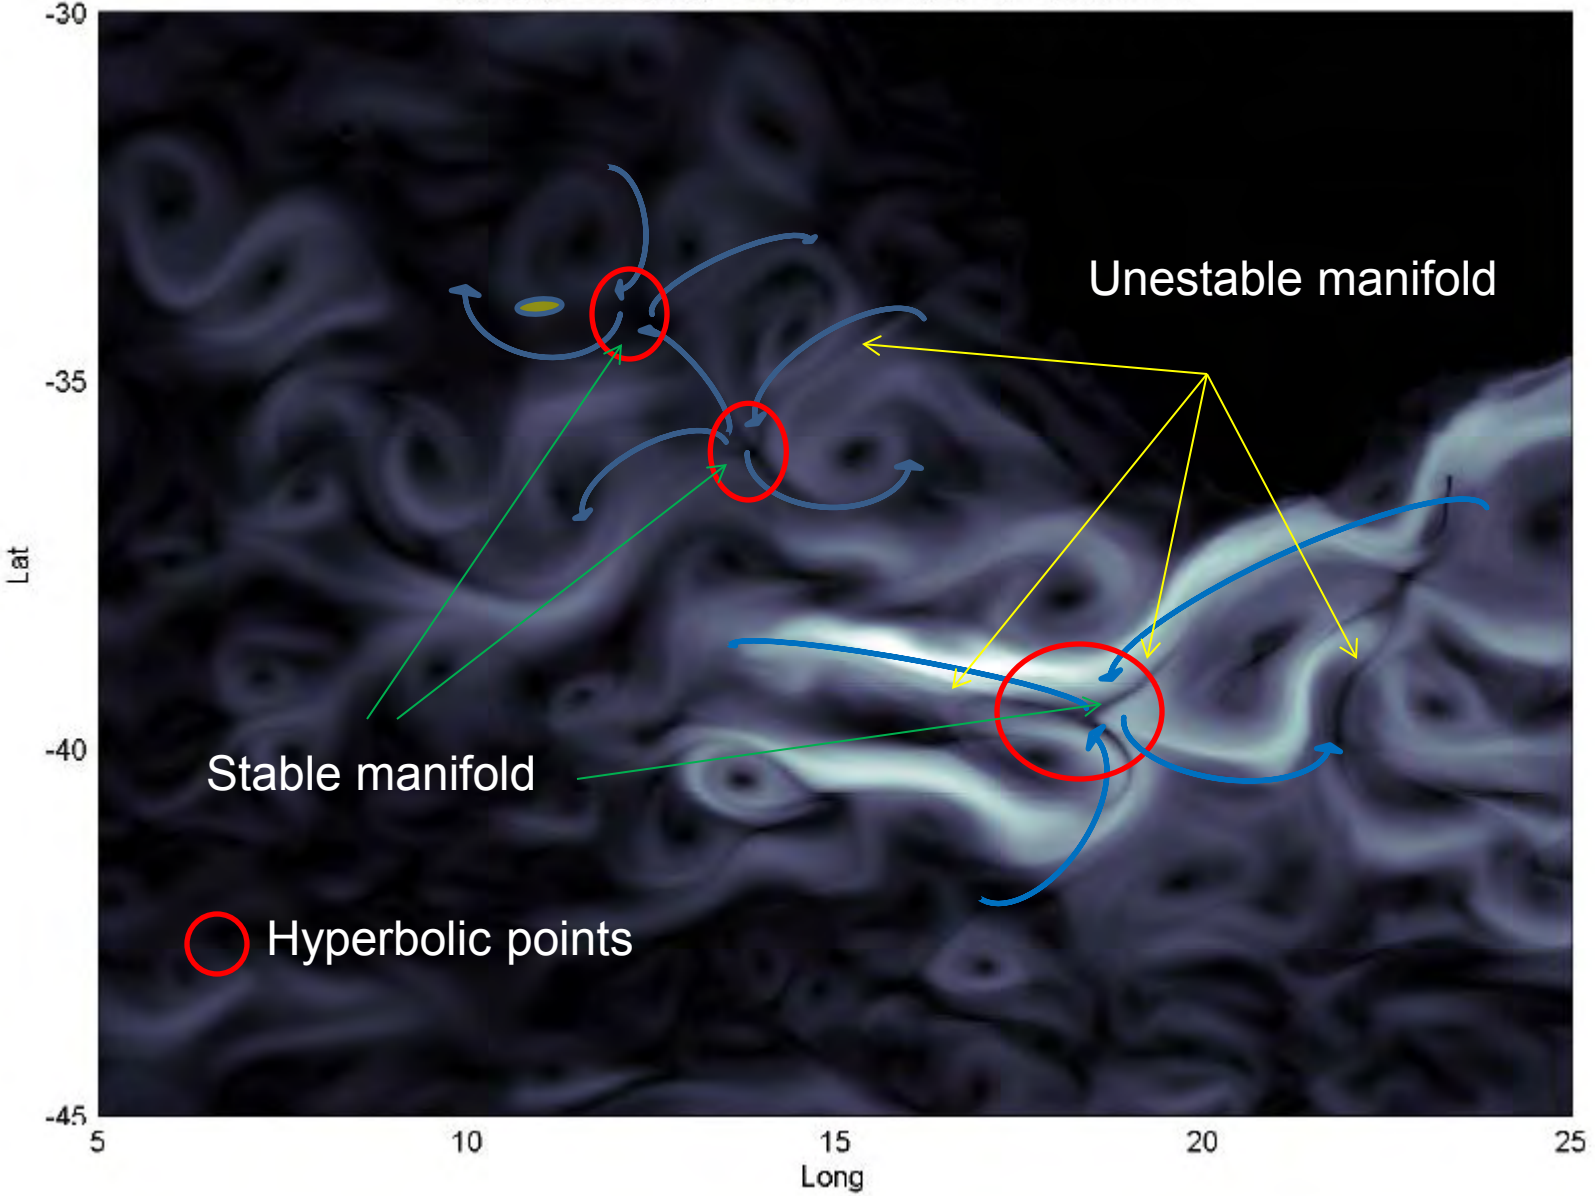 -30
Unestable manifold
-35
Lat
-40
Stable manifold
Hyperbolic points
-45
5 10 15 20 25
Long